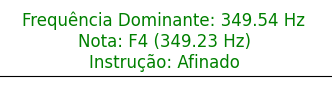 Frequência Dominante: 349.54 Hz
Nota: F4 (349.23 Hz)
Instrução: Afinado